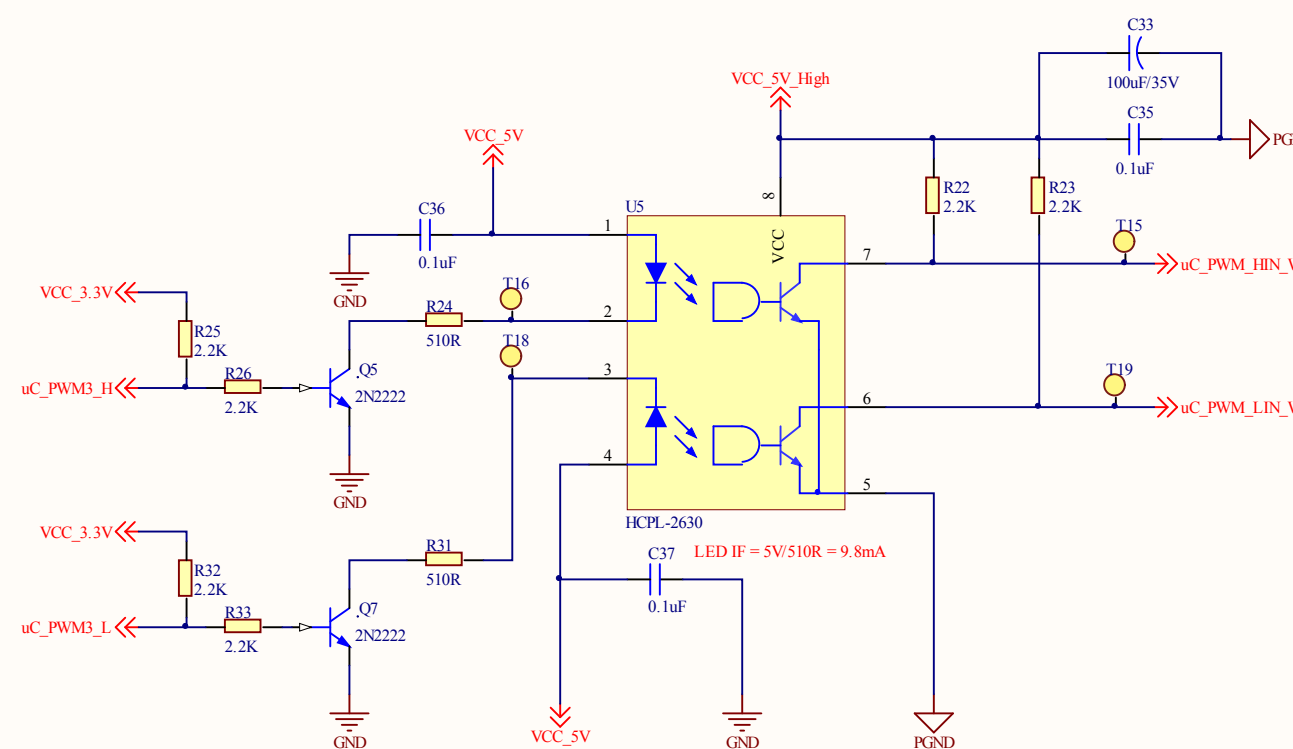 C33
100uF/35V
VCC_5V_High
C35
0.1uF
PG
VCC_5V
R22
2.2K
R23
2.2K
8
VCC
U5
C36
0.1uF
GND
1
T15
7
uC_PWM_HIN_V
VCC_3.3V
R25
2.2K
T16
R24
510R
2
T18
3
uC_PWM3_H
R26
2.2K
.Q5
2N2222
GND
T19
6
uC_PWM_LIN_V
4
5
HCPL-2630
LED IF = 5V/510R = 9.8mA
VCC_3.3V
R32
2.2K
R31
510R
C37
0.1uF
uC_PWM3_L
R33
2.2K
.Q7
2N2222
GND
VCC_5V
GND
PGND